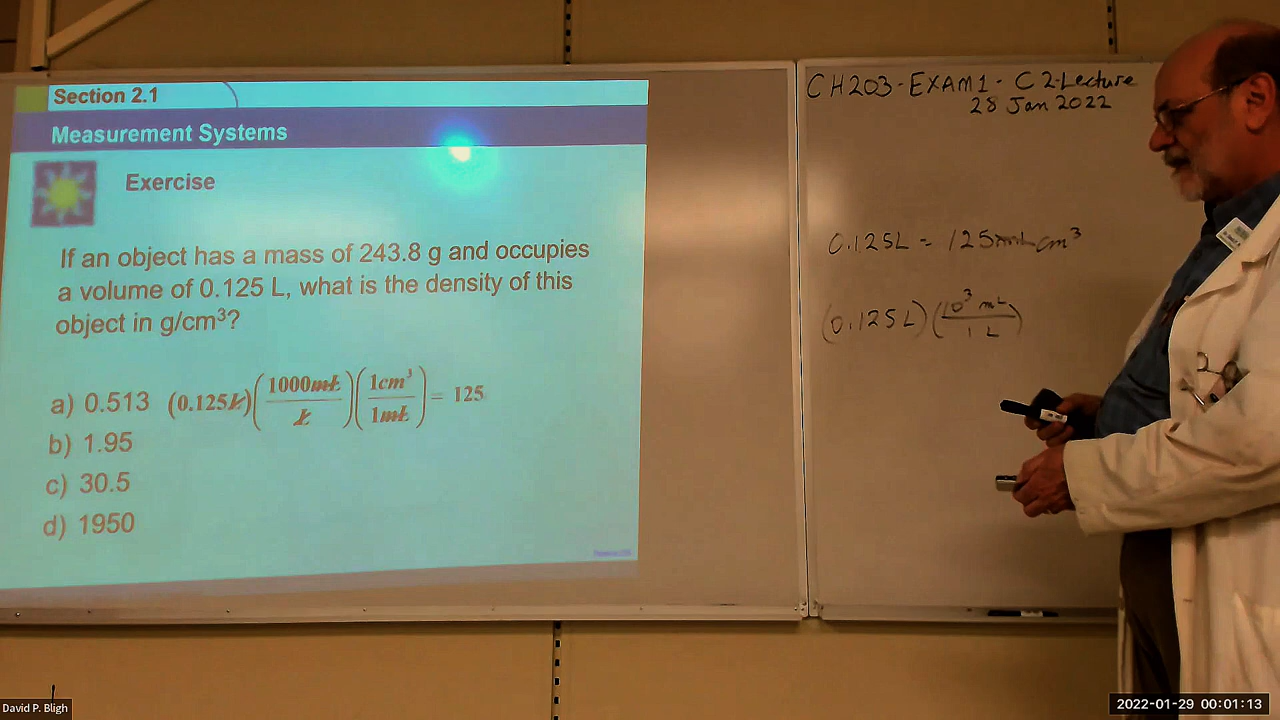 Section 2.1
Measurement Systems
Exercise
If an object has a mass of 243.8 g and occupies
a volume of 0.125 L, what is the density of this
object in g/cm³?
a) 0.513 (0.125L)(1000mL/L)(1cm³/1mL) = 125
b) 1.95
c) 30.5
d) 1950
CH203-EXAM1- C2-Lecture
28 Jan 2022
0.125L = 125 mL cm³
(0.125L)(10³ mL/1 L)
David P. Bligh
2022-01-29 00:01:13